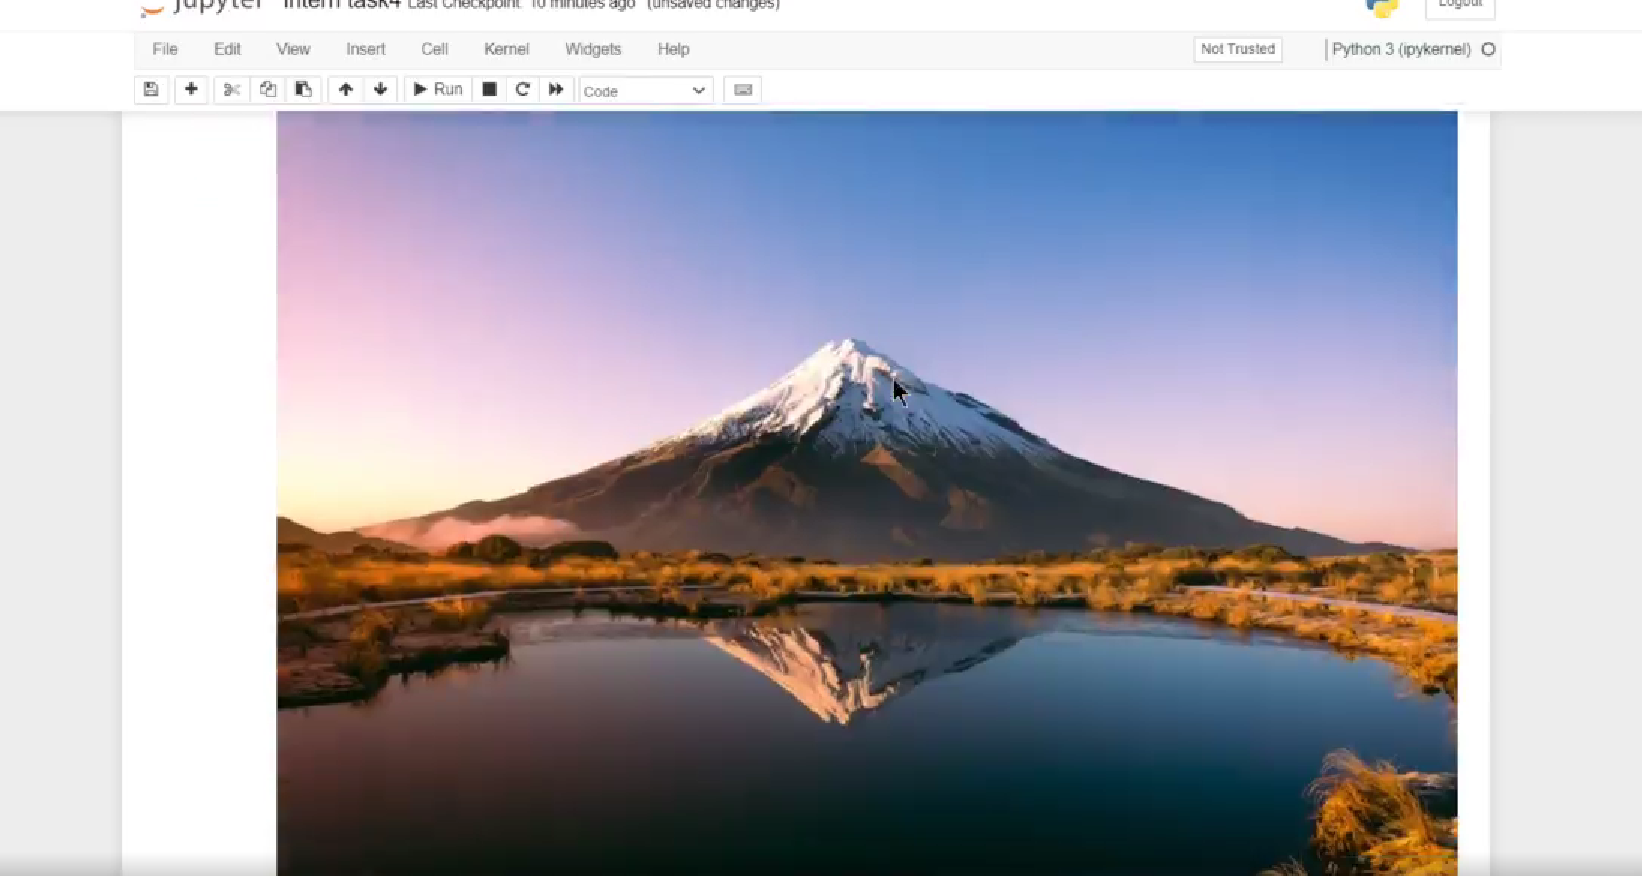 jupyter Intern task4 Last Checkpoint: 10 minutes ago (unsaved changes) Logout
File Edit View Insert Cell Kernel Widgets Help Not Trusted Python 3 (ipykernel)
Run Code